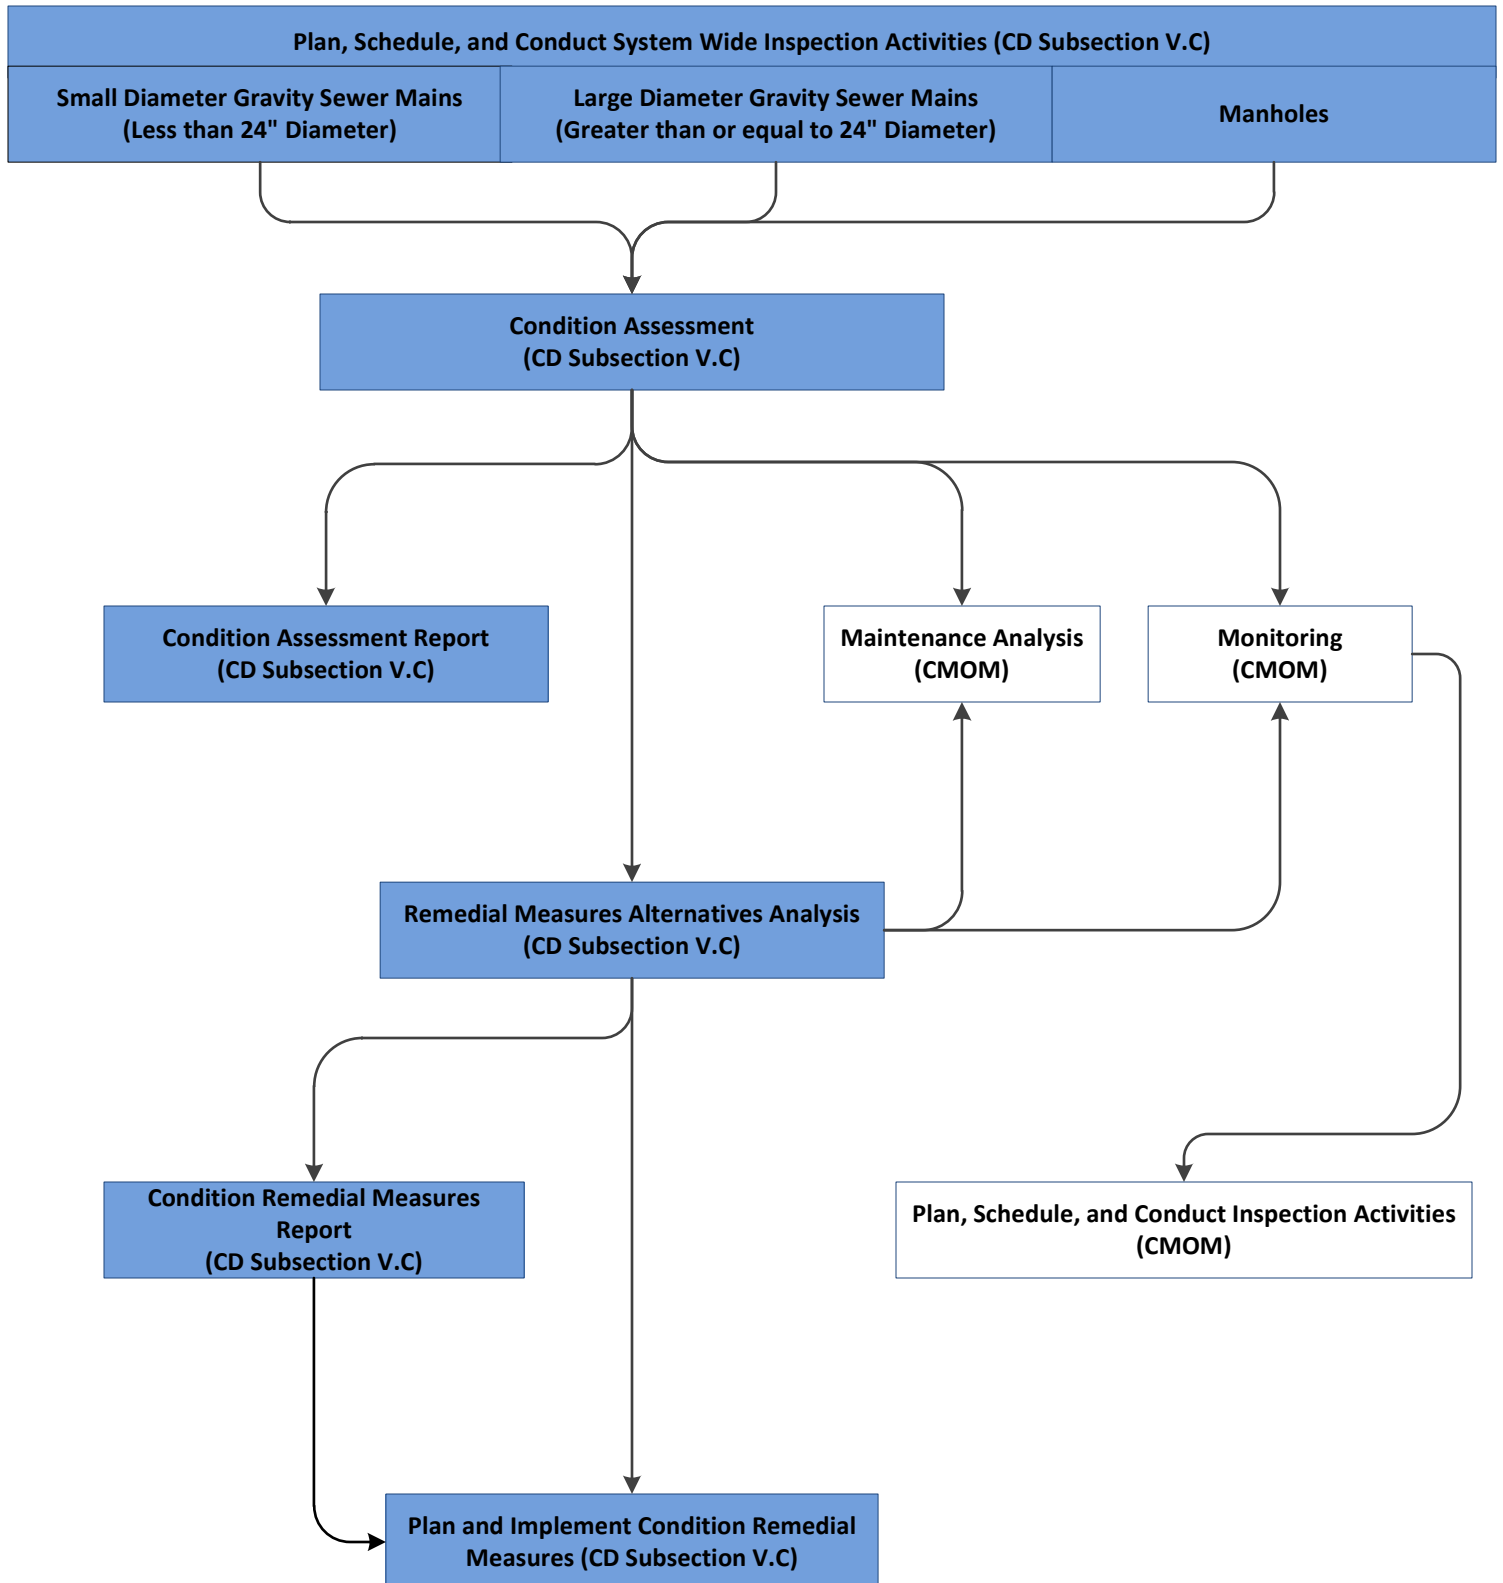 Plan, Schedule, and Conduct System Wide Inspection Activities (CD Subsection V.C)
Small Diameter Gravity Sewer Mains
(Less than 24" Diameter)
Large Diameter Gravity Sewer Mains
(Greater than or equal to 24" Diameter)
Manholes
Condition Assessment
(CD Subsection V.C)
Condition Assessment Report
(CD Subsection V.C)
Maintenance Analysis
(CMOM)
Monitoring
(CMOM)
Remedial Measures Alternatives Analysis
(CD Subsection V.C)
Condition Remedial Measures
Report
(CD Subsection V.C)
Plan, Schedule, and Conduct Inspection Activities
(CMOM)
Plan and Implement Condition Remedial
Measures (CD Subsection V.C)